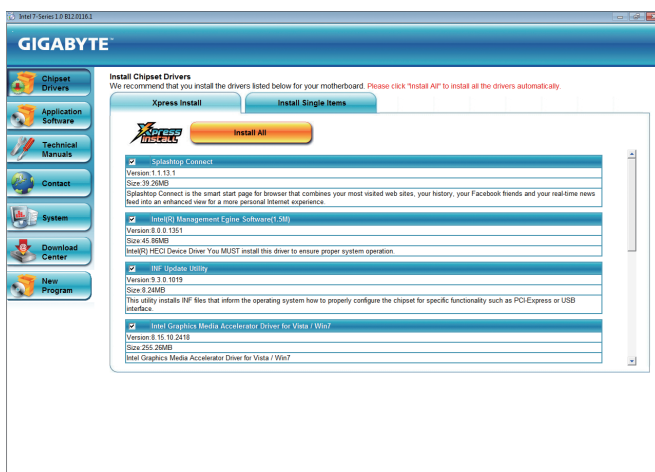 Intel 7-Series 1.0 B12.0116.1
GIGABYTE™
Chipset
Drivers
Application
Software
Technical
Manuals
Contact
System
Download
Center
New
Program
Install Chipset Drivers
We recommend that you install the drivers listed below for your motherboard. Please click "Install All" to install all the drivers automatically.
Xpress Install
Install Single Items
Xpress
Install
Install All
Splashtop Connect
Version:1.1.13.1
Size:39.26MB
Splashtop Connect is the smart start page for browser that combines your most visited web sites, your history, your Facebook friends and your real-time news
feed into an enhanced view for a more personal Internet experience.
Intel(R) Management Egine Software(1.5M)
Version:8.0.0.1351
Size:45.86MB
Intel(R) HECI Device Driver You MUST install this driver to ensure proper system operation.
INF Update Utility
Version:9.3.0.1019
Size:8.24MB
This utility installs INF files that inform the operating system how to properly configure the chipset for specific functionality such as PCI-Express or USB
interface.
Intel Graphics Media Accelerator Driver for Vista / Win7
Version:8.15.10.2418
Size:255.26MB
Intel Graphics Media Accelerator Driver for Vista / Win7